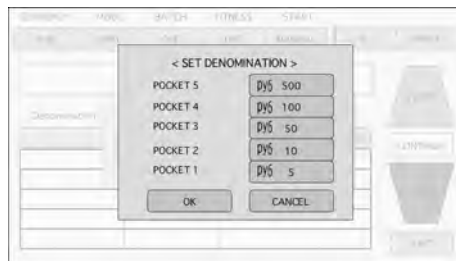 CURRENCY MODE BATCH FITNESS START
< SET DENOMINATION >
POCKET 5 руб 500
POCKET 4 руб 100
POCKET 3 руб 50
POCKET 2 руб 10
POCKET 1 руб 5
OK CANCEL
Denomination
CONTINUE